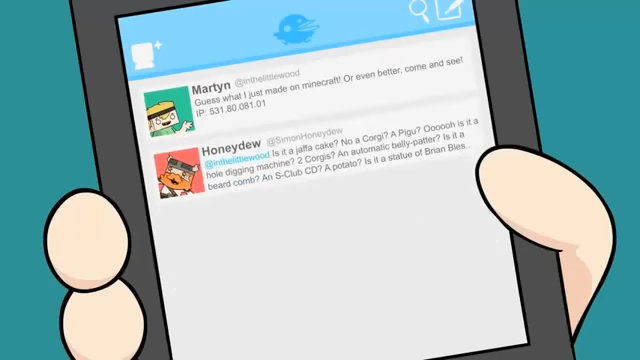 Martyn @inthelittlewood
Guess what I just made on minecraft! Or even better, come and see!
IP: 531.80.081.01
Honeydew @SimonHoneydew
@inthelittlewood Is it a jaffa cake? No a Corgi? A Pigu? Oooooh is it a
hole digging machine? 2 Corgis? An automatic belly-patter? Is it a
beard comb? An S-Club CD? A potato? Is it a statue of Brian Bles..